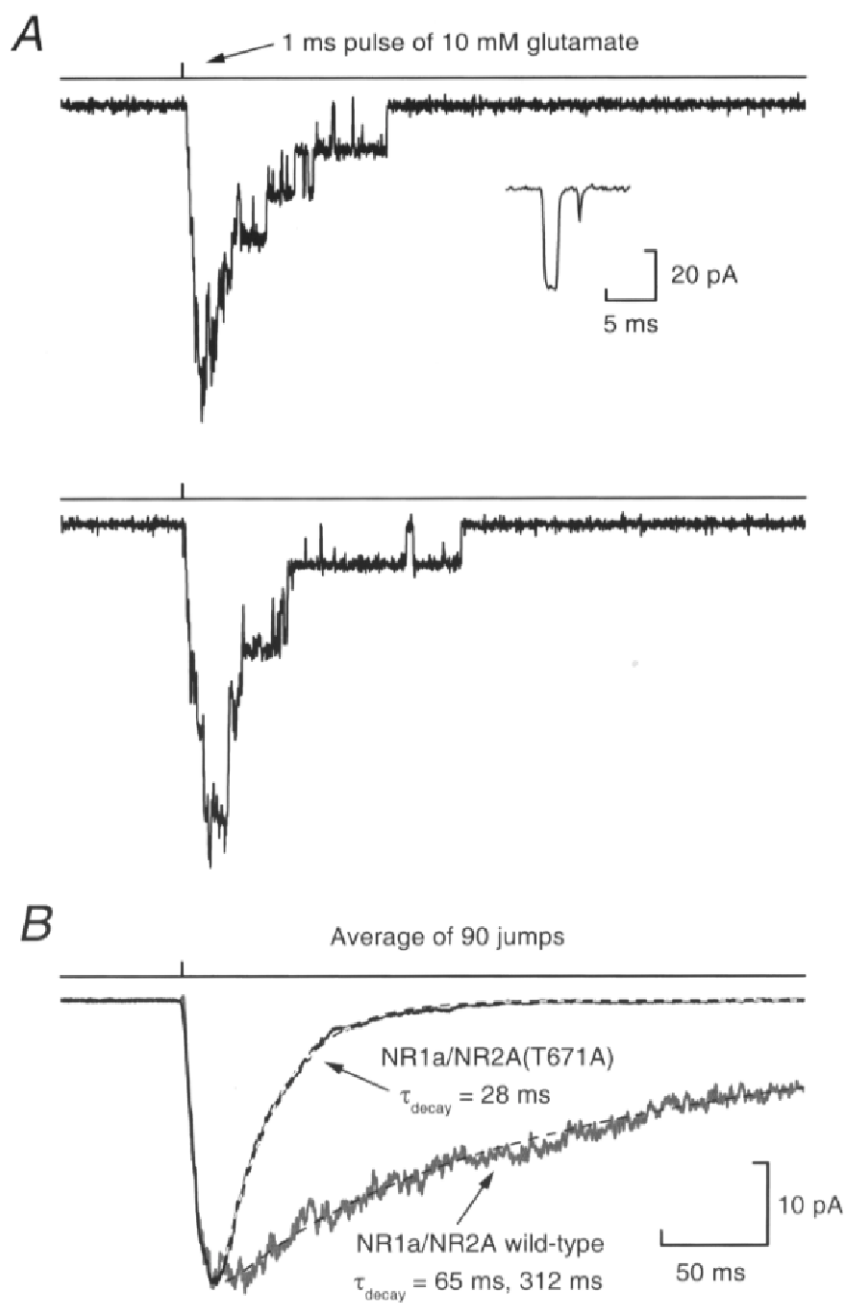 A
1 ms pulse of 10 mM glutamate
20 pA
5 ms
B
Average of 90 jumps
NR1a/NR2A(T671A)
τdecay = 28 ms
10 pA
NR1a/NR2A wild-type
τdecay = 65 ms, 312 ms
50 ms